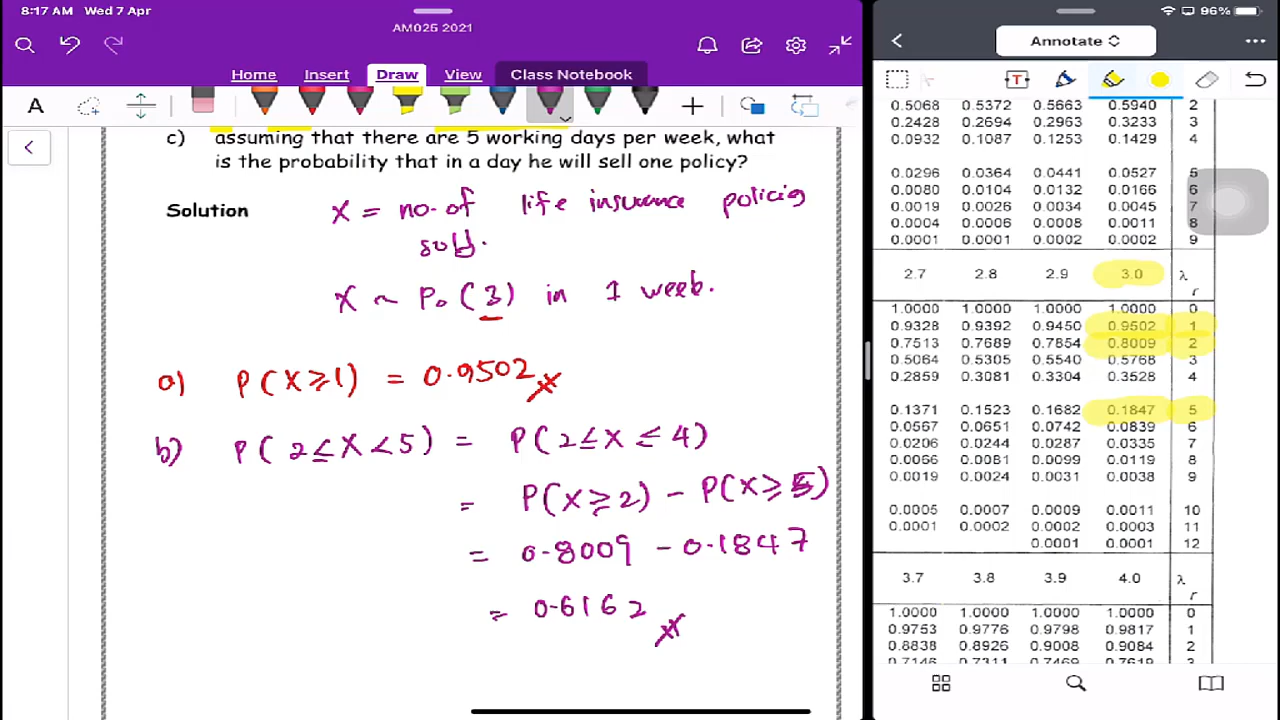 8:17 AM Wed 7 Apr
AM025 2021
Home Insert Draw View Class Notebook
A
c) assuming that there are 5 working days per week, what
is the probability that in a day he will sell one policy?
Solution
X = no. of life insurance policies
sold.
X ~ Po (3) in 1 week.
a) P(X ≥ 1) = 0.9502
b) P(2 ≤ X < 5) = P(2 ≤ X ≤ 4)
= P(X ≥ 2) - P(X ≥ 5)
= 0.8009 - 0.1847
= 0.6162
96%
Annotate
T
0.5068 0.5372 0.5663 0.5940 2
0.2428 0.2694 0.2963 0.3233 3
0.0932 0.1087 0.1253 0.1429 4
0.0296 0.0364 0.0441 0.0527 5
0.0080 0.0104 0.0132 0.0166 6
0.0019 0.0026 0.0034 0.0045 7
0.0004 0.0006 0.0008 0.0011 8
0.0001 0.0001 0.0002 0.0002 9
2.7 2.8 2.9 3.0 λ
r
1.0000 1.0000 1.0000 1.0000 0
0.9328 0.9392 0.9450 0.9502 1
0.7513 0.7689 0.7854 0.8009 2
0.5064 0.5305 0.5540 0.5768 3
0.2859 0.3081 0.3304 0.3528 4
0.1371 0.1523 0.1682 0.1847 5
0.0567 0.0651 0.0742 0.0839 6
0.0206 0.0244 0.0287 0.0335 7
0.0066 0.0081 0.0099 0.0119 8
0.0019 0.0024 0.0031 0.0038 9
0.0005 0.0007 0.0009 0.0011 10
0.0001 0.0002 0.0002 0.0003 11
0.0001 0.0001 12
3.7 3.8 3.9 4.0 λ
r
1.0000 1.0000 1.0000 1.0000 0
0.9753 0.9776 0.9798 0.9817 1
0.8838 0.8926 0.9008 0.9084 2
0.7146 0.7311 0.7469 0.7619 3